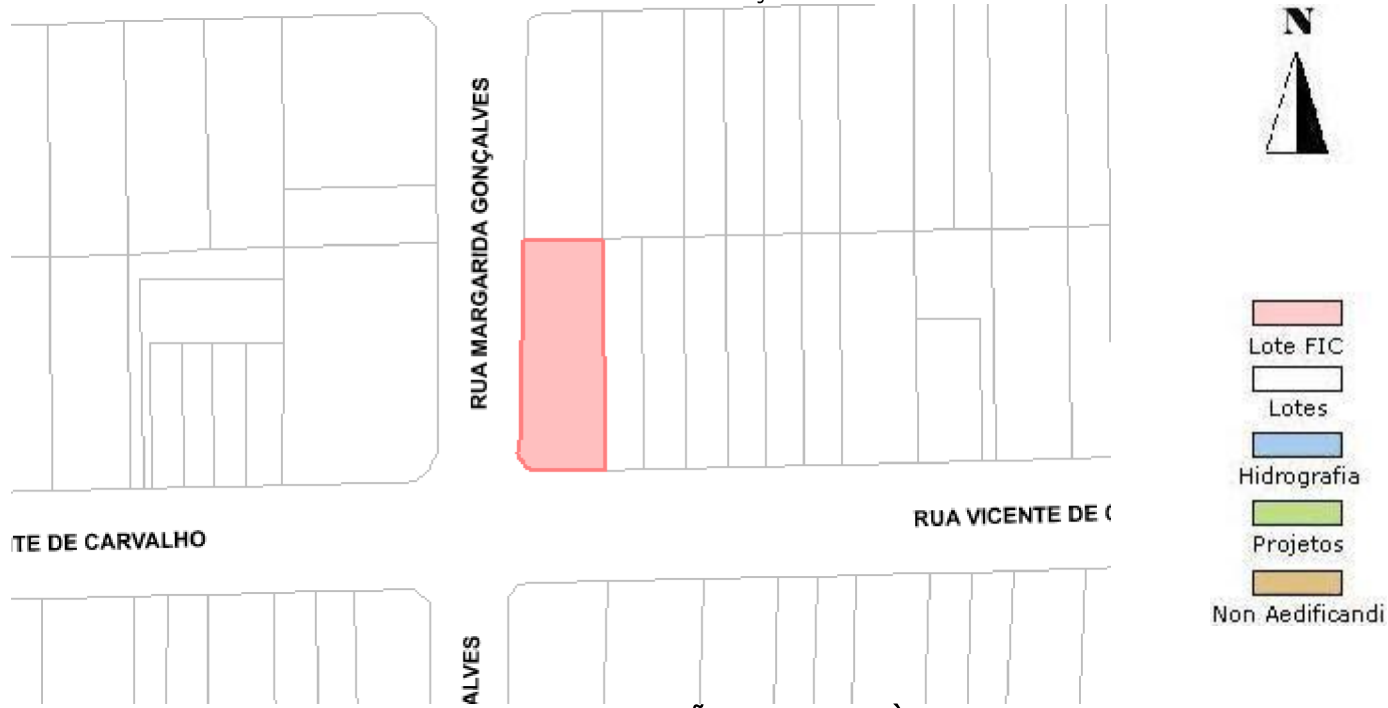 N
RUA MARGARIDA GONÇALVES
Lote FIC
Lotes
Hidrografia
RUA VICENTE DE
TE DE CARVALHO
Projetos
Non Aedificandi
ALVES